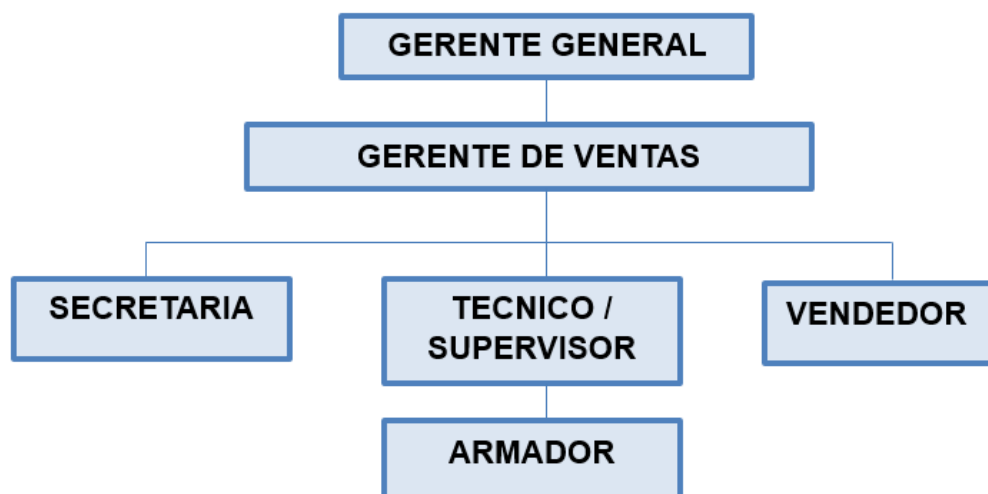 GERENTE GENERAL
GERENTE DE VENTAS
SECRETARIA
TECNICO /
SUPERVISOR
VENDEDOR
ARMADOR